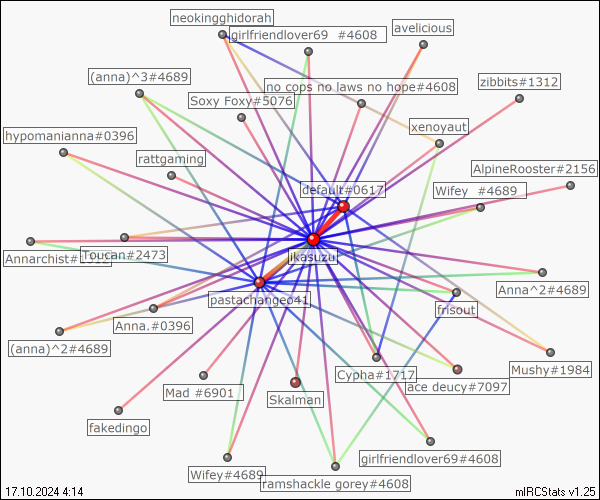 neokingghidorah
girlfriendlover69 #4608
avelicious
(anna)^3#4689
no cops no laws no hope#4608
zibbits#1312
Soxy Foxy#5076
xenoyaut
hypomanianna#0396
rattgaming
AlpineRooster#2156
default#0617
Wifey #4689
Toucan#2473
ikasuzu
pastachange041
Anna^2#4689
frisout
Anna.#0396
(anna)^2#4689
Cypha#1717
Mushy#1984
ace deucy#7097
Mad #6901
Skalman
fakedingo
girlfriendlover69#4608
Wifey#4689
ramshackle gorey#4608
17.10.2024 4:14
mIRCStats v1.25